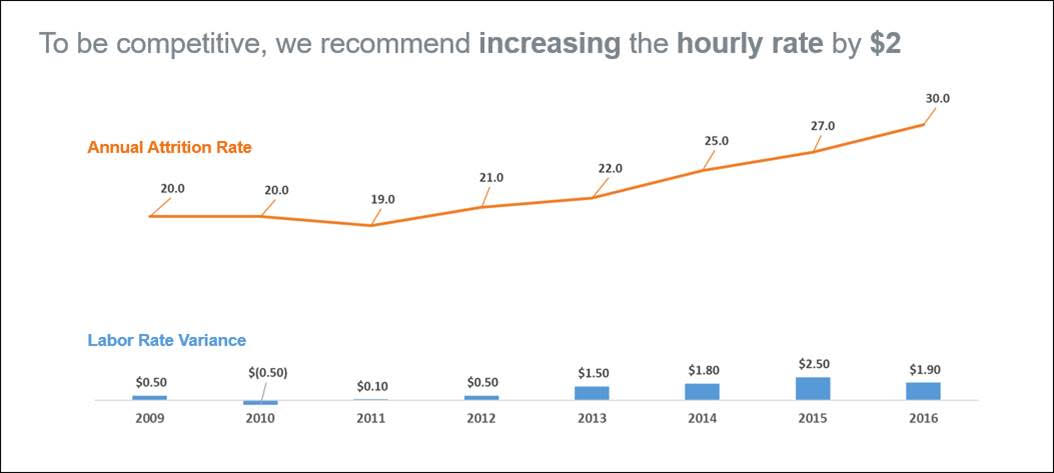 To be competitive, we recommend increasing the hourly rate by $2
Annual Attrition Rate
20.0 20.0 19.0 21.0 22.0 25.0 27.0 30.0
Labor Rate Variance
$0.50 $(0.50) $0.10 $0.50 $1.50 $1.80 $2.50 $1.90
2009 2010 2011 2012 2013 2014 2015 2016